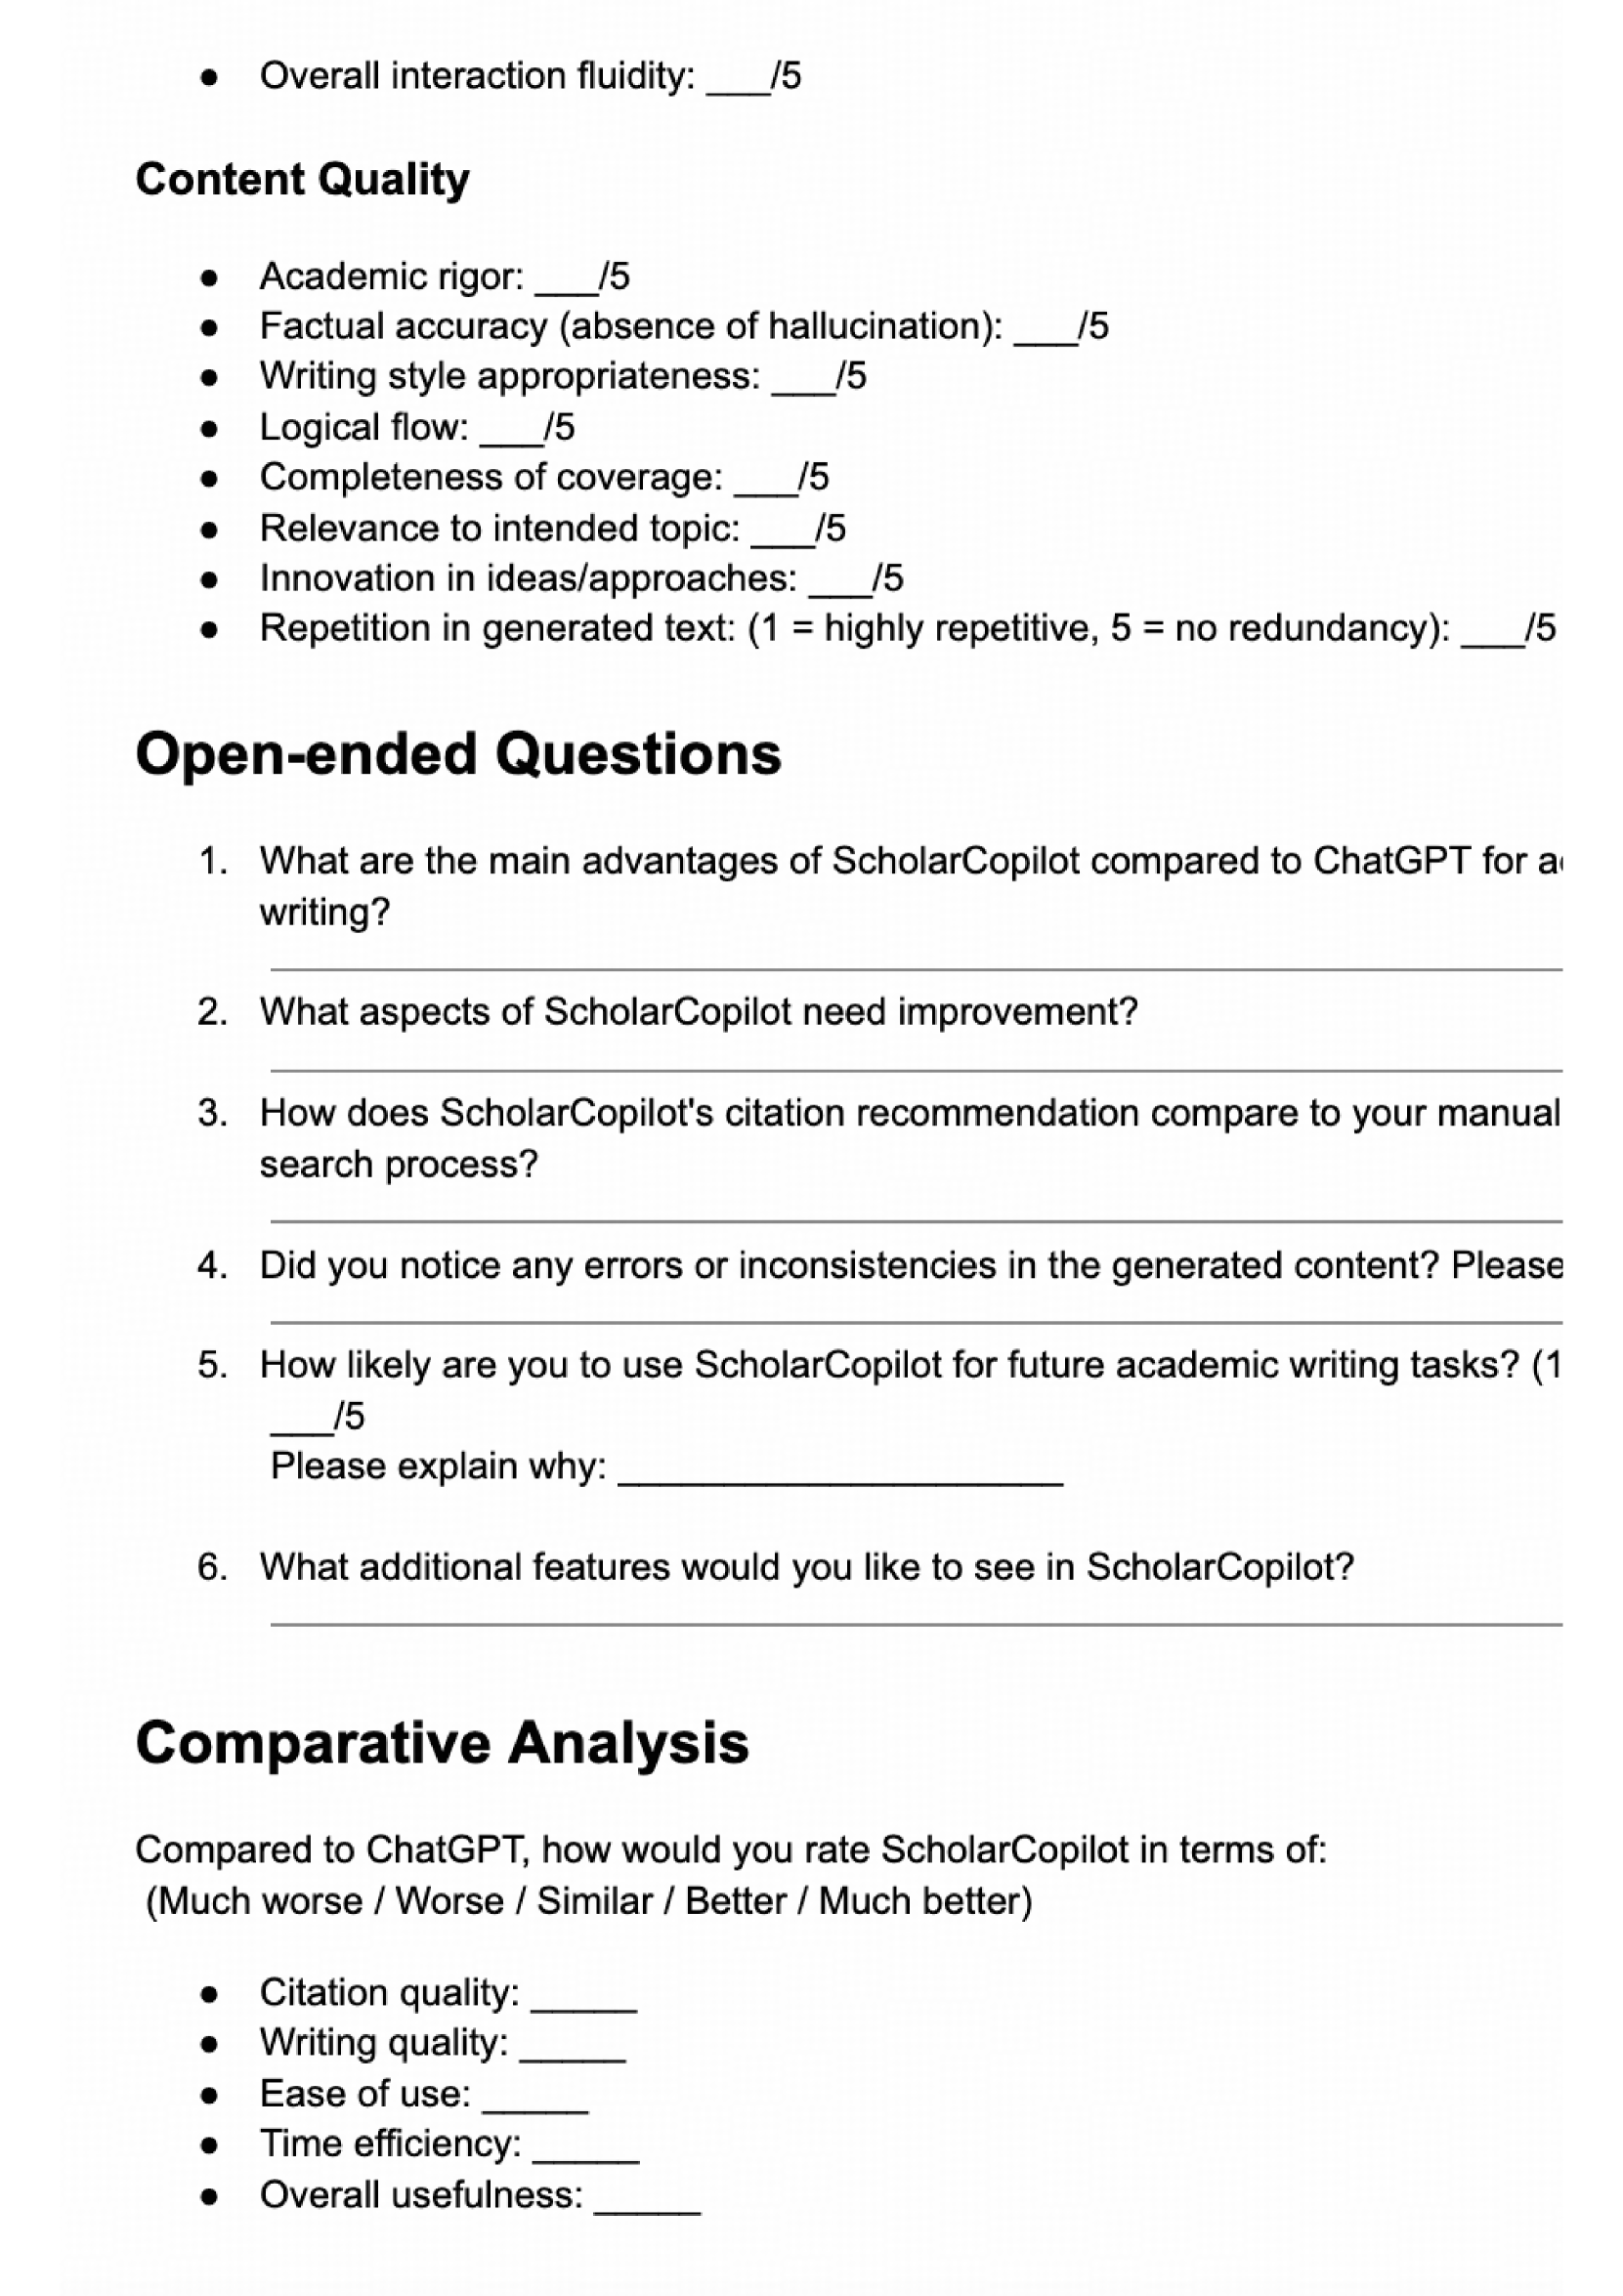 ● Overall interaction fluidity: ___/5
Content Quality
● Academic rigor: ___/5
● Factual accuracy (absence of hallucination): ___/5
● Writing style appropriateness: ___/5
● Logical flow: ___/5
● Completeness of coverage: ___/5
● Relevance to intended topic: ___/5
● Innovation in ideas/approaches: ___/5
● Repetition in generated text: (1 = highly repetitive, 5 = no redundancy): ___/5
Open-ended Questions
1. What are the main advantages of ScholarCopilot compared to ChatGPT for
writing?
2. What aspects of ScholarCopilot need improvement?
3. How does ScholarCopilot's citation recommendation compare to your manual
search process?
4. Did you notice any errors or inconsistencies in the generated content? Please
5. How likely are you to use ScholarCopilot for future academic writing tasks? (1
___/5
Please explain why: _____________________
6. What additional features would you like to see in ScholarCopilot?
Comparative Analysis
Compared to ChatGPT, how would you rate ScholarCopilot in terms of:
(Much worse / Worse / Similar / Better / Much better)
● Citation quality: _____
● Writing quality: _____
● Ease of use: _____
● Time efficiency: _____
● Overall usefulness: _____